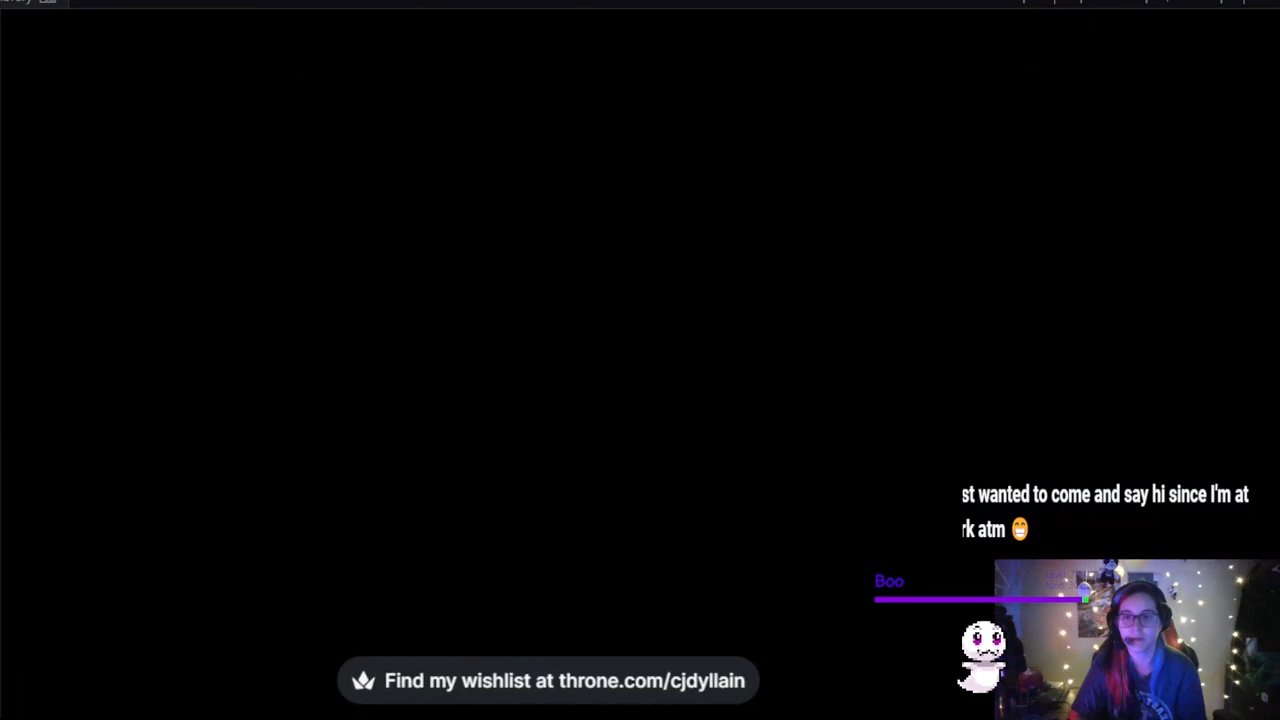 st wanted to come and say hi since I'm at
rk atm 😁
Boo
Find my wishlist at throne.com/cjdyllain